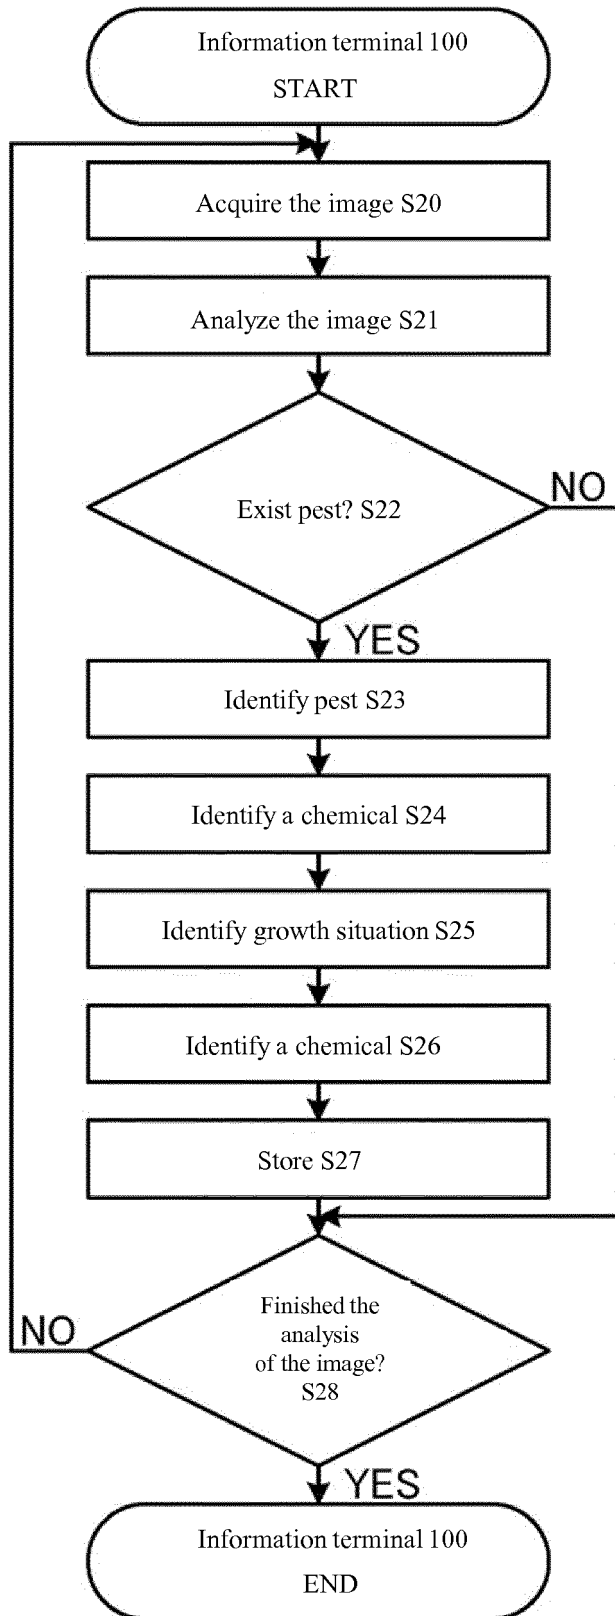 Information terminal 100
START
Acquire the image S20
Analyze the image S21
Exist pest? S22
NO
YES
Identify pest S23
Identify a chemical S24
Identify growth situation S25
Identify a chemical S26
Store S27
Finished the
analysis
of the image?
S28
NO
YES
Information terminal 100
END